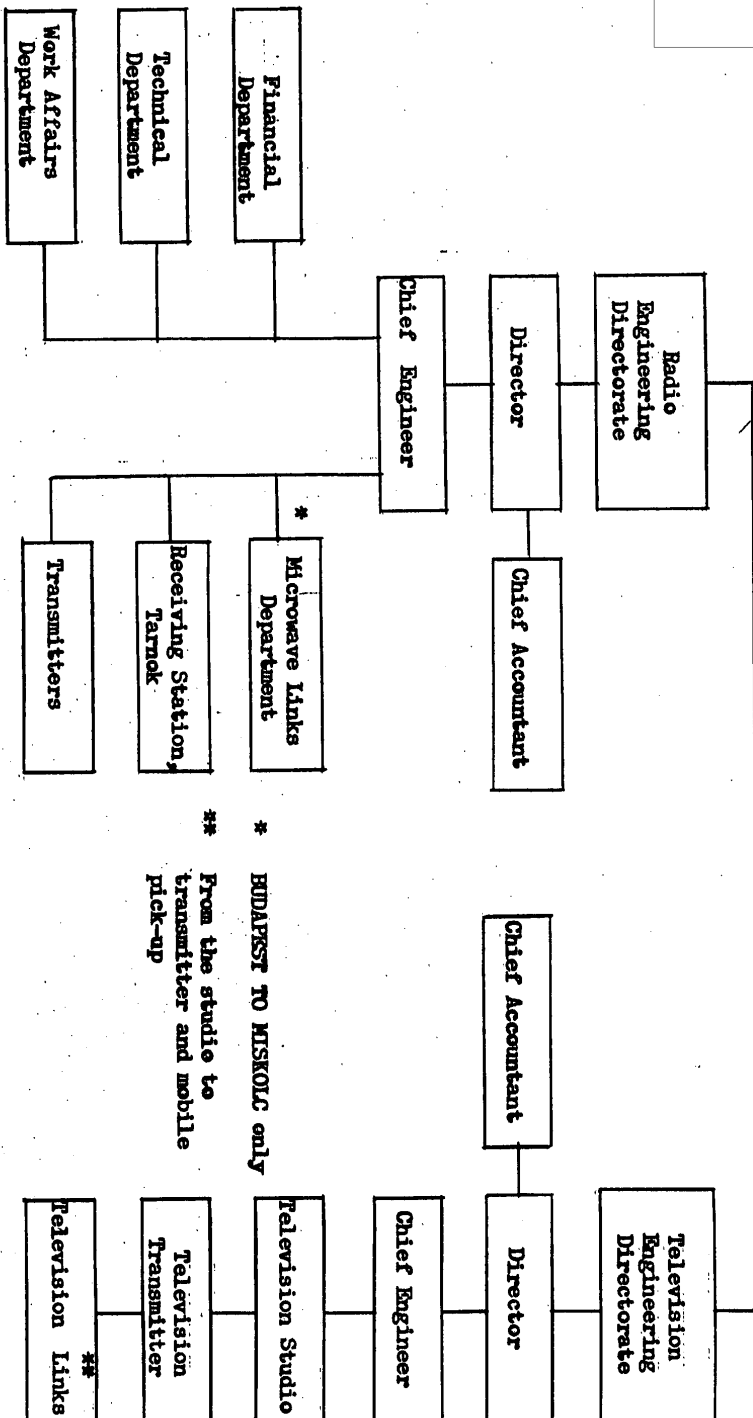 Radio
Engineering
Directorate
Director
Chief Accountant
Chief Engineer
Financial
Department
Technical
Department
Work Affairs
Department
*
Microwave Links
Department
Receiving Station,
Tarnok
Transmitters
Television
Engineering
Directorate
Chief Accountant
Director
Chief Engineer
Television Studio
Television
Transmitter
**
Television Links
* BUDAPEST TO MISKOLC only
** From the studio to
transmitter and mobile
pick-up